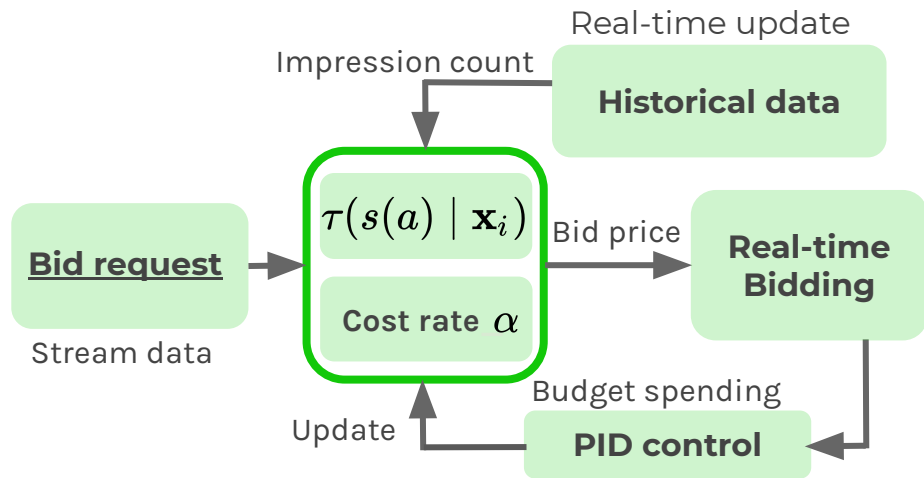 Real-time update
Impression count
Historical data
τ(s(a) | 𝐱ᵢ)
Bid request
Bid price
Real-time
Bidding
Cost rate α
Stream data
Budget spending
Update
PID control